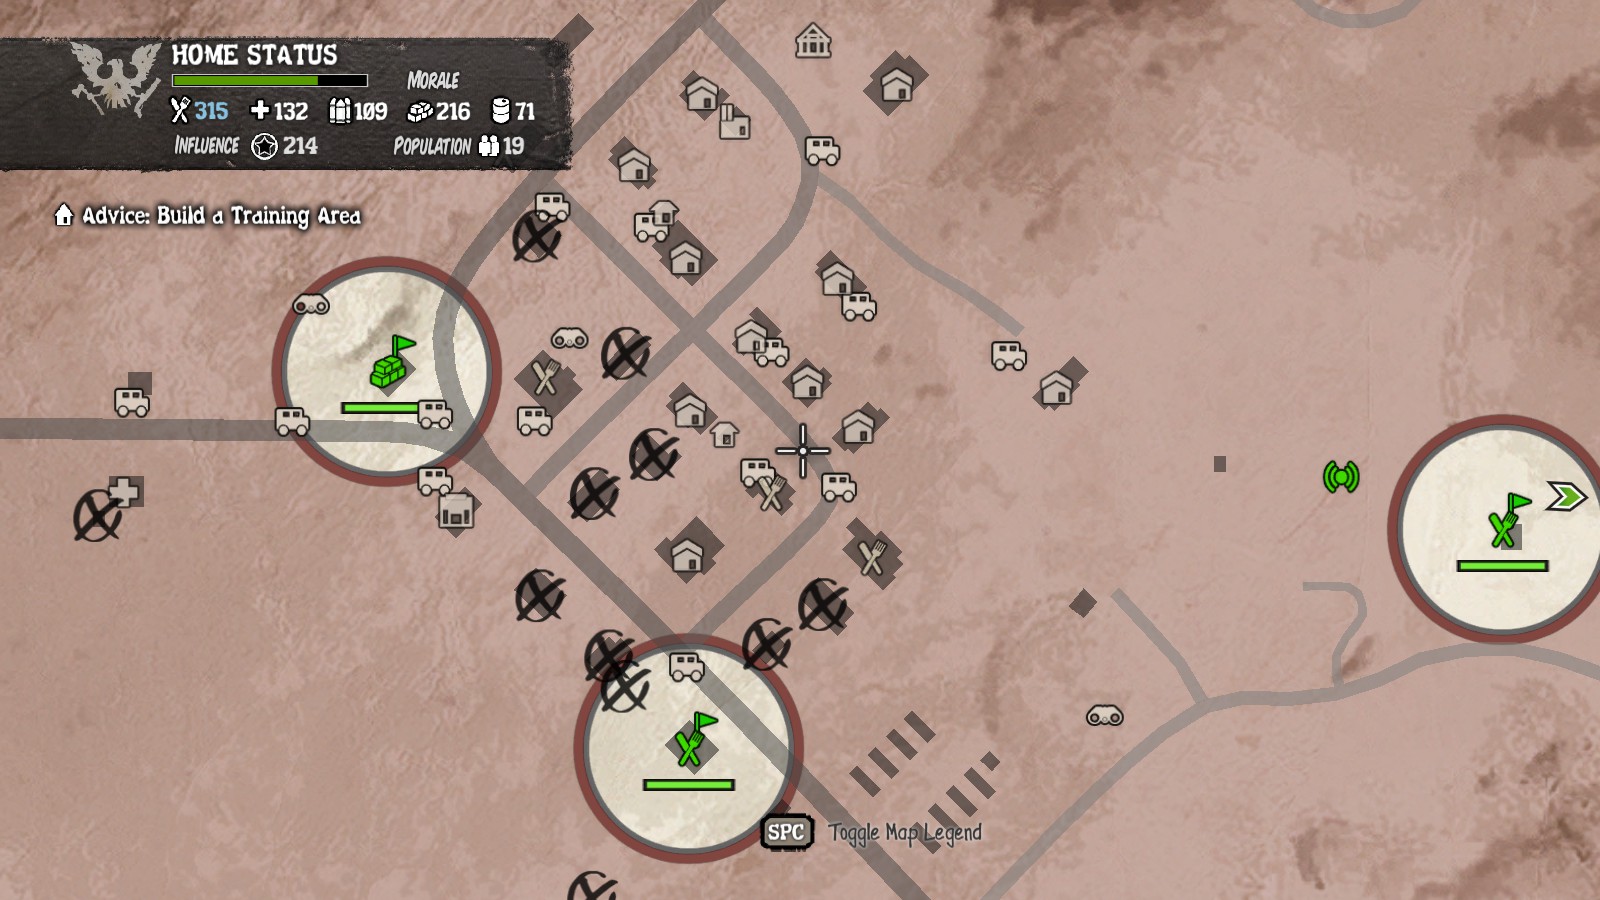 HOME STATUS
MORALE
315 132 109 216 71
INFLUENCE 214 POPULATION 19
Advice: Build a Training Area
SPC Toggle Map Legend